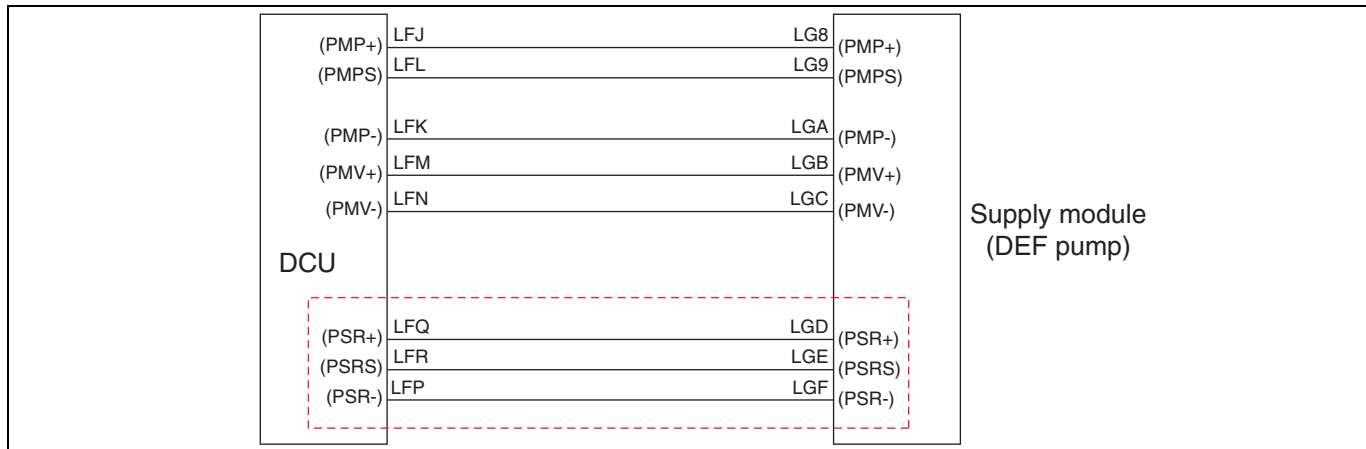 (PMP+) LFJ LG8 (PMP+)
(PMPS) LFL LG9 (PMPS)
(PMP-) LFK LGA (PMP-)
(PMV+) LFM LGB (PMV+)
(PMV-) LFN LGC (PMV-)
Supply module
(DEF pump)
DCU
(PSR+) LFQ LGD (PSR+)
(PSRS) LFR LGE (PSRS)
(PSR-) LFP LGF (PSR-)